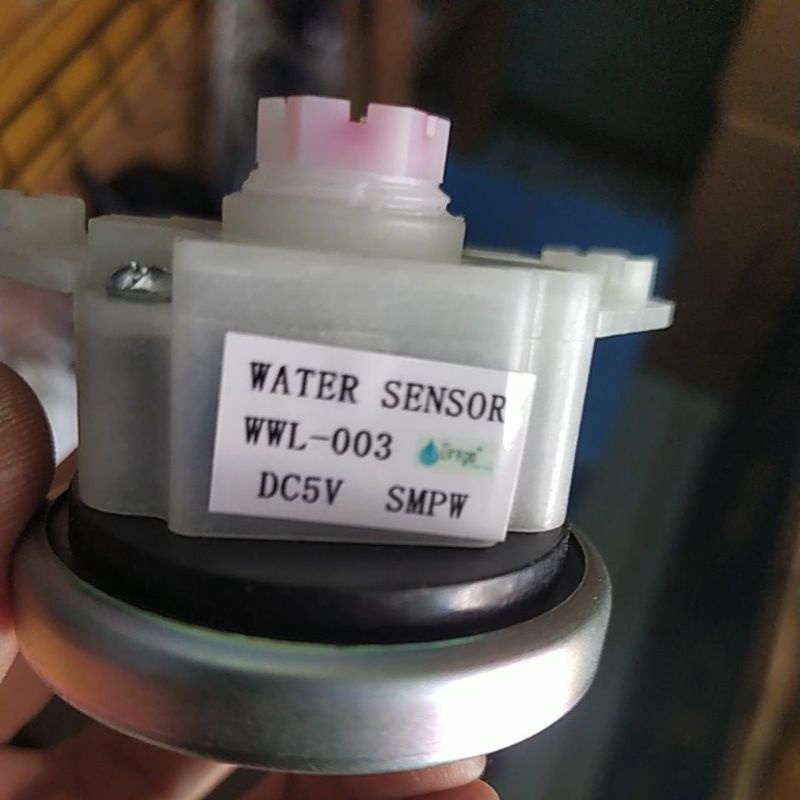 WATER SENSOR
WWL-003
DC5V SMPW